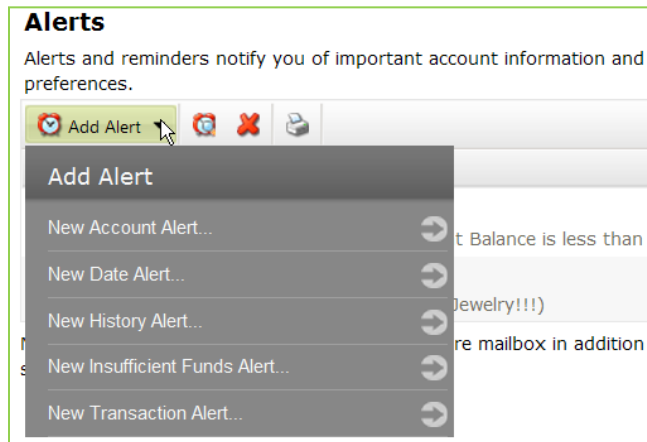 Alerts
Alerts and reminders notify you of important account information and
preferences.
Add Alert
Add Alert
New Account Alert...
t Balance is less than
New Date Alert...
Jewelry!!!)
New History Alert...
re mailbox in addition
New Insufficient Funds Alert...
New Transaction Alert...